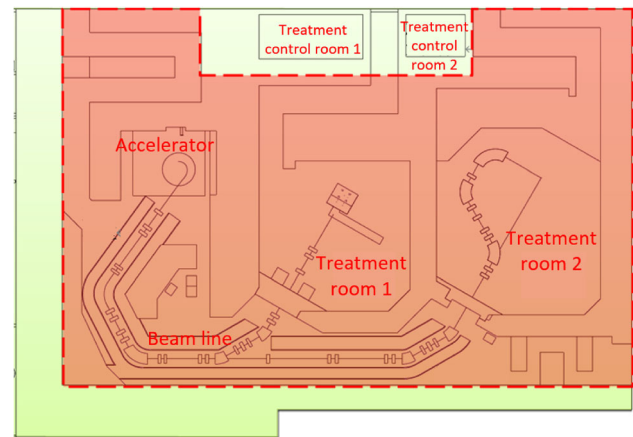 Treatment
control room 1
Treatment
control
room 2
Accelerator
Treatment
room 1
Treatment
room 2
Beam line